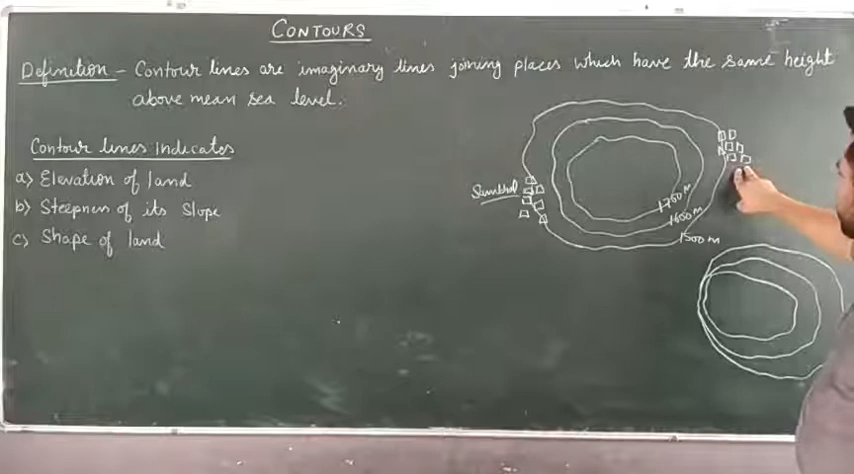 CONTOURS
Definition - Contour lines are imaginary lines joining places which have the same height
above mean sea level.
Contour lines indicates
a) Elevation of land
b) Steepness of its slope
c) Shape of land
1700 m
1600 m
1500 m